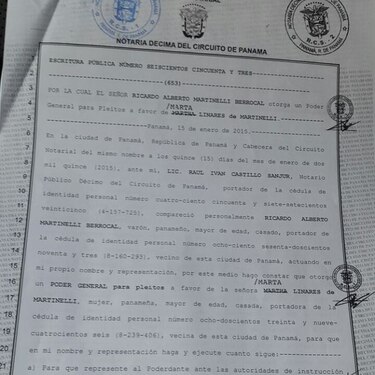 NOTARIA DECIMA DEL CIRCUITO DE PANAMA
R.C.S. - 2
PANAMÁ, R. DE PANAMÁ
ESCRITURA PÚBLICA NÚMERO SEISCIENTOS CINCUENTA Y TRES
(653)
POR LA CUAL EL SEÑOR RICARDO ALBERTO MARTINELLI BERROCAL otorga un Poder
/MARTA
General para Pleitos a favor de MARTHA LINARES de MARTINELLI.
Panamá, 15 de enero de 2015.
En la ciudad de Panamá, República de Panamá y Cabecera del Circuito
Notarial del mismo nombre a los quince (15) días del mes de enero de dos
mil quince (2015), ante mi, LIC. RAUL IVAN CASTILLO SANJUR, Notario
Público Décimo del Circuito de Panamá, portador de la cédula de
identidad personal número cuatro-ciento cincuenta y siete-setecientos
veinticinco (4-157-725), compareció personalmente RICARDO ALBERTO
MARTINELLI BERROCAL, varón, panameño, mayor de edad, casado, portador de
la cédula de identidad personal número ocho-ciento sesenta-doscientos
noventa y tres (8-160-293), vecino de esta ciudad de Panamá, actuando en
mi propio nombre y representación, por este medio hago constar que otorgo
/MARTA
un PODER GENERAL para pleitos a favor de la señora MARTHA LINARES de
MARTINELLI, mujer, panameña, mayor de edad, casada, portadora de la
cédula de identidad personal número ocho-doscientos treinta y nueve-
cuatrocientos seis (8-239-406), vecina de esta ciudad de Panamá, para que
en mi nombre y representación haga y ejecute cuanto sigue:
a) Para que represente al Poderdante ante las autoridades de instrucción